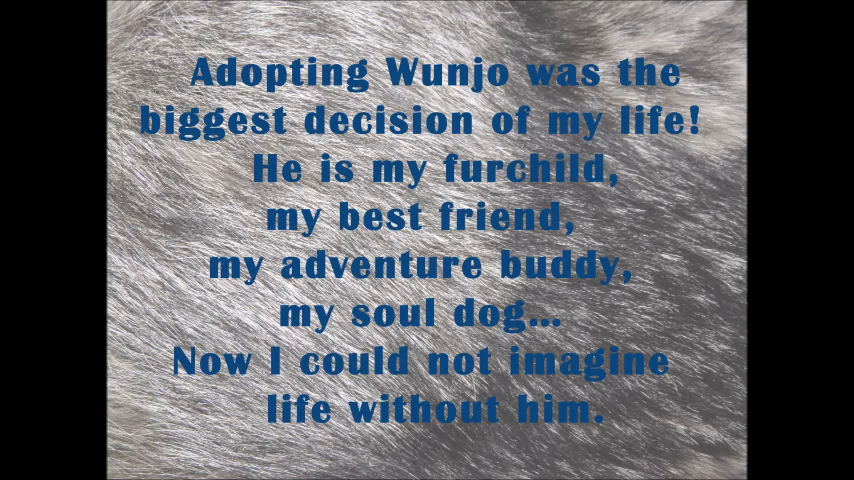 Adopting Wunjo was the
biggest decision of my life!
He is my furchild,
my best friend,
my adventure buddy,
my soul dog...
Now I could not imagine
life without him.